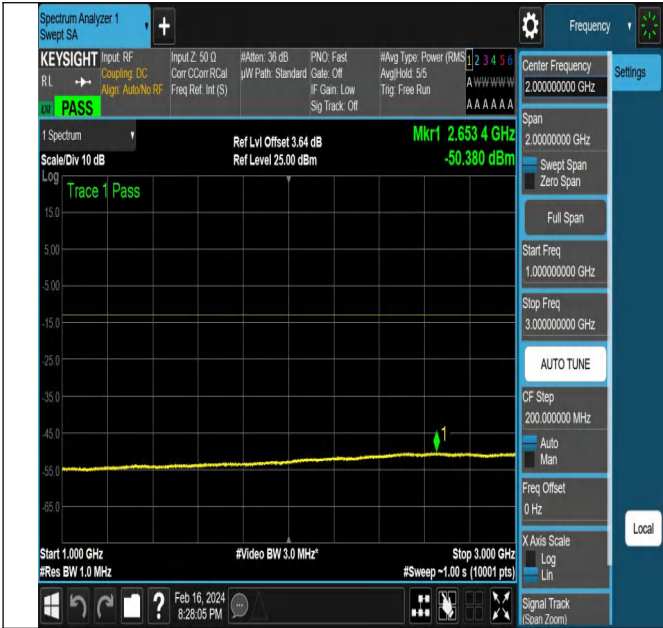 Spectrum Analyzer 1
Swept SA
+
Frequency
KEYSIGHT
RL
LXI
PASS
Input: RF
Coupling: DC
Align: Auto/No RF
Input Z: 50 Ω
Corr CCorr RCal
Freq Ref: Int (S)
#Atten: 36 dB
µW Path: Standard
PNO: Fast
Gate: Off
IF Gain: Low
Sig Track: Off
#Avg Type: Power (RMS
Avg|Hold: 5/5
Trig: Free Run
1 2 3 4 5 6
A W W W W W
A A A A A A
1 Spectrum
Scale/Div 10 dB
Ref Lvl Offset 3.64 dB
Ref Level 25.00 dBm
Mkr1 2.653 4 GHz
-50.380 dBm
Log
Trace 1 Pass
15.0
5.00
-5.00
-15.0
-25.0
-35.0
-45.0
1
-55.0
-65.0
Start 1.000 GHz
#Res BW 1.0 MHz
#Video BW 3.0 MHz*
Stop 3.000 GHz
#Sweep ~1.00 s (10001 pts)
?
Feb 16, 2024
8:28:05 PM
Center Frequency
2.000000000 GHz
Settings
Span
2.00000000 GHz
Swept Span
Zero Span
Full Span
Start Freq
1.000000000 GHz
Stop Freq
3.000000000 GHz
AUTO TUNE
CF Step
200.000000 MHz
Auto
Man
Freq Offset
0 Hz
X Axis Scale
Log
Lin
Signal Track
(Span Zoom)
Local